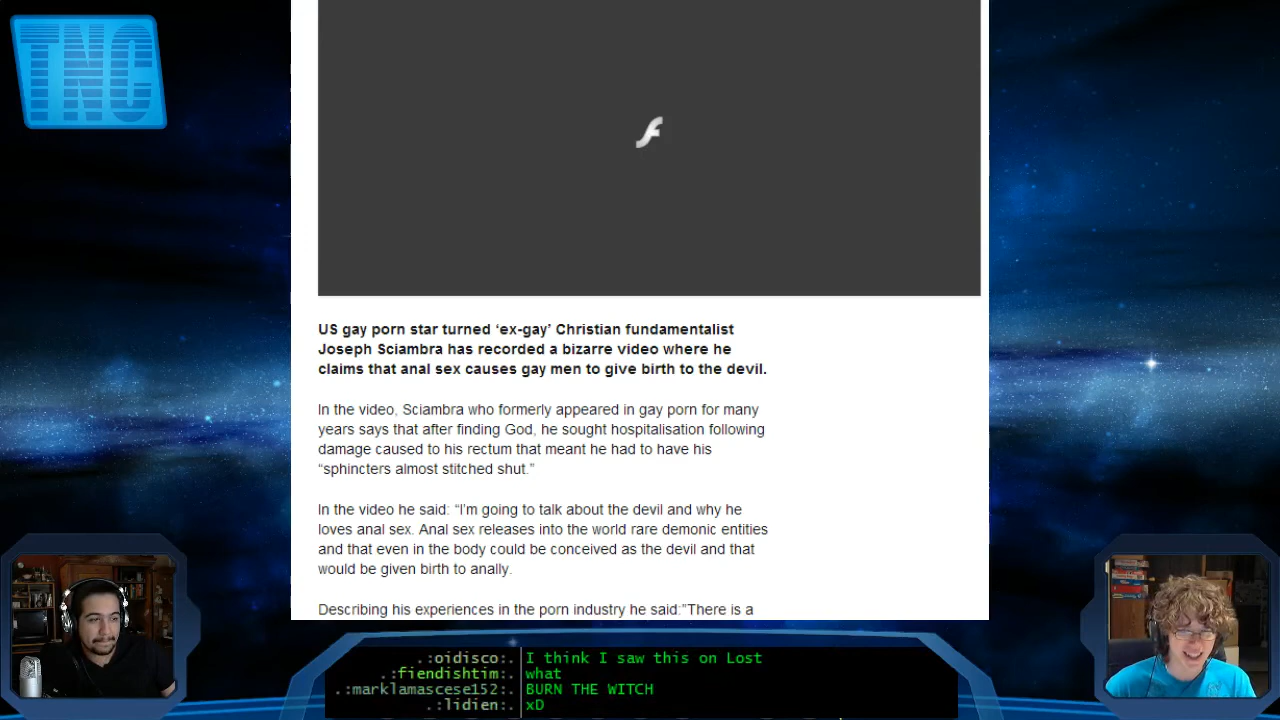 TNC
US gay porn star turned ‘ex-gay’ Christian fundamentalist
Joseph Sciambra has recorded a bizarre video where he
claims that anal sex causes gay men to give birth to the devil.
In the video, Sciambra who formerly appeared in gay porn for many
years says that after finding God, he sought hospitalisation following
damage caused to his rectum that meant he had to have his
“sphincters almost stitched shut.”
In the video he said: “I’m going to talk about the devil and why he
loves anal sex. Anal sex releases into the world rare demonic entities
and that even in the body could be conceived as the devil and that
would be given birth to anally.
Describing his experiences in the porn industry he said:”There is a
.:oidisco:. I think I saw this on Lost
.:fiendishtim:. what
.:marklamascese152:. BURN THE WITCH
.:lidien:. xD